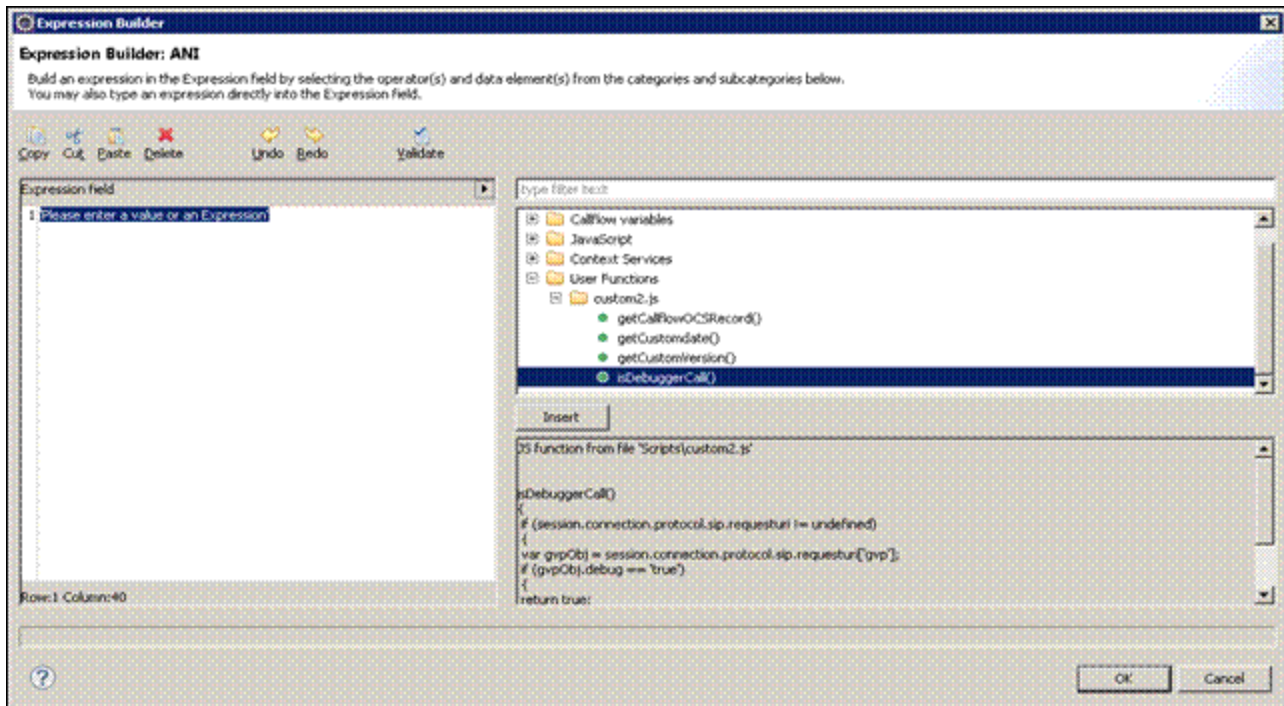 Expression Builder
Expression Builder: ANI
Build an expression in the Expression field by selecting the operator(s) and data element(s) from the categories and subcategories below.
You may also type an expression directly into the Expression field.
Copy Cut Paste Delete Undo Redo Validate
Expression field
type filter text
1 'Please enter a value or an Expression'
Callflow variables
JavaScript
Context Services
User Functions
custom2.js
getCallflowOCSRecord()
getCustomdate()
getCustomVersion()
isDebuggerCall()
Insert
JS function from file 'Scripts\custom2.js'
isDebuggerCall()
{
if (session.connection.protocol.sip.requesturi != undefined)
{
var gvpObj = session.connection.protocol.sip.requesturi['gvp'];
if (gvpObj.debug == 'true')
{
return true;
Row:1 Column:40
?
OK Cancel